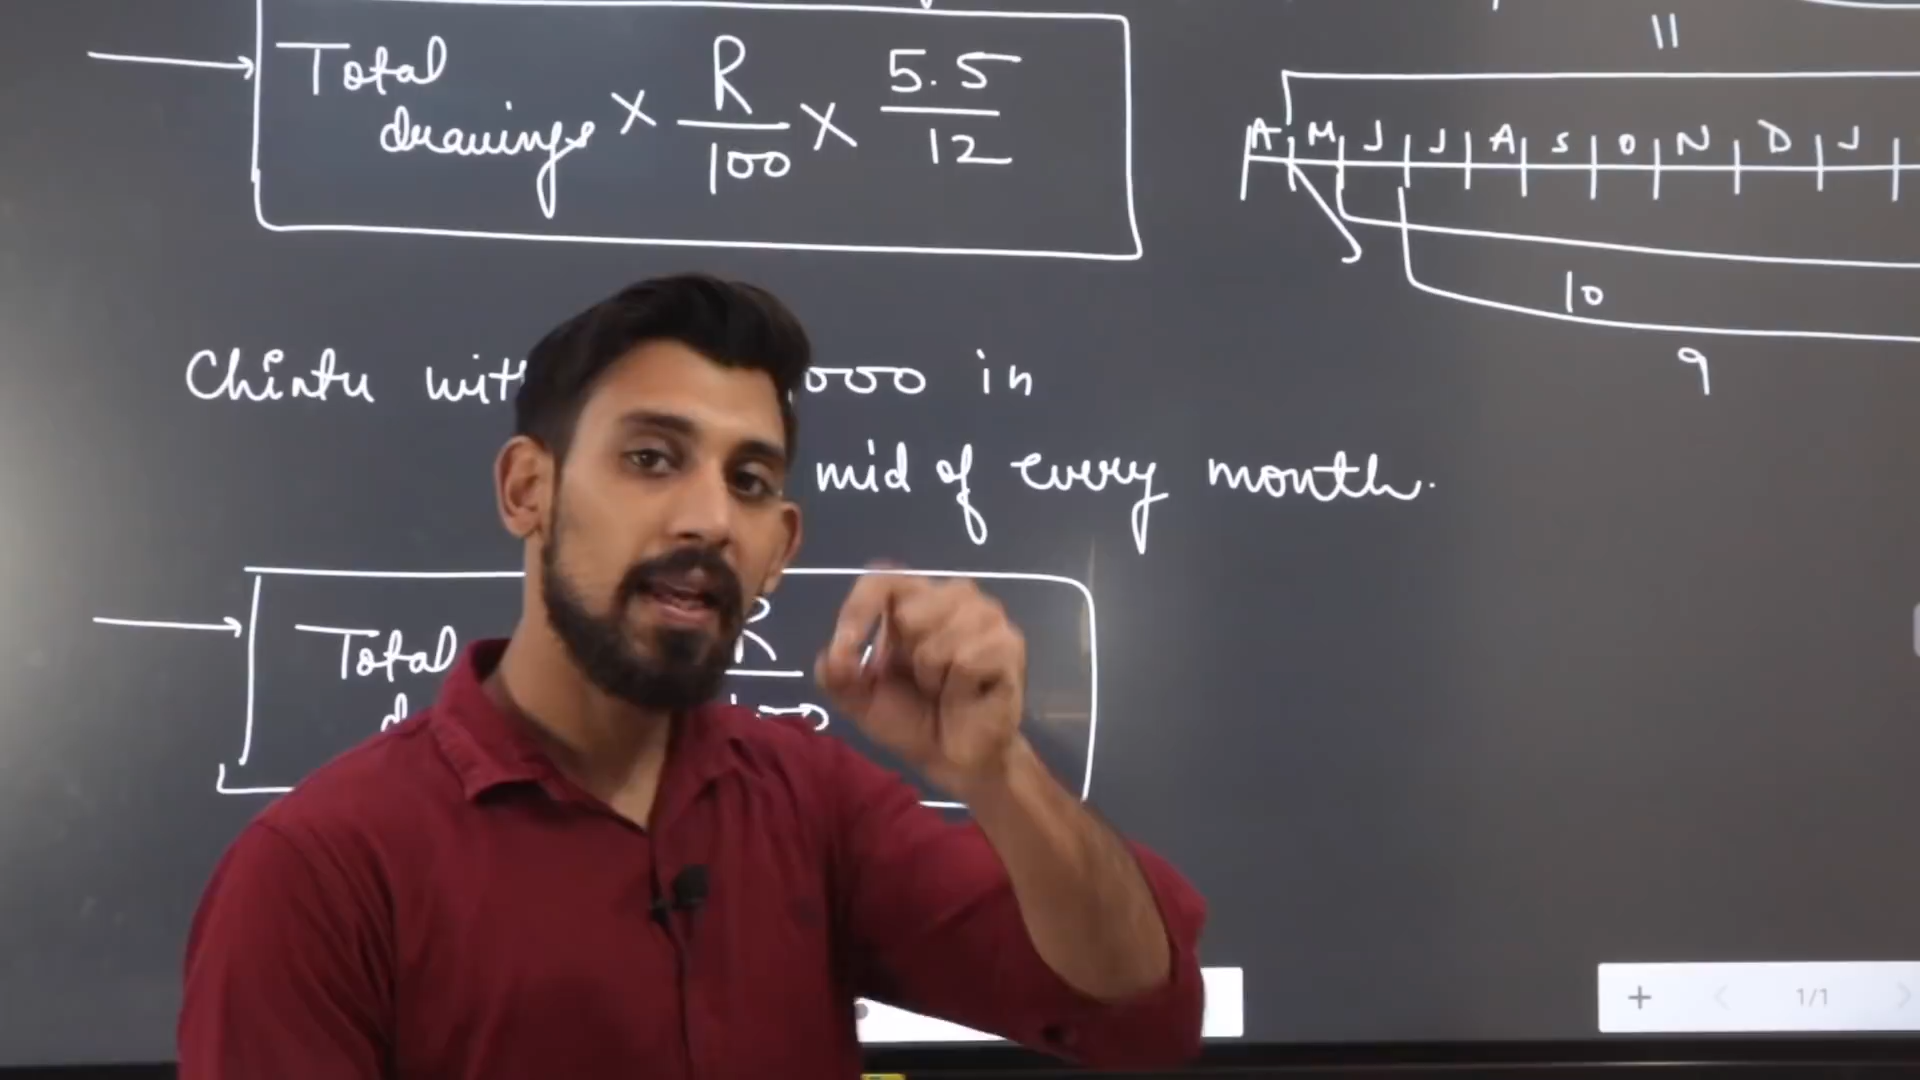 Total
drawings × R/100 × 5.5/12
11
A M J J A S O N D J
10
9
Chintu 000 in
mid of every month.
Total R
+ < 1/1 >